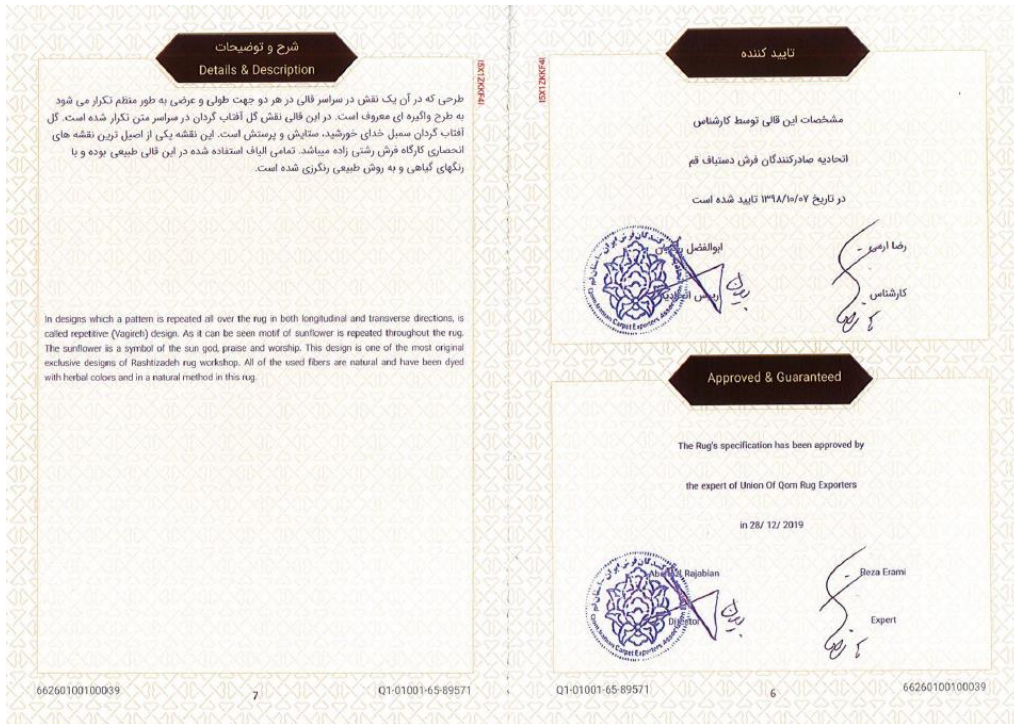 تایید کننده
I5X1ZKKF4I
مشخصات این قالی توسط کارشناس
اتحادیه صادرکنندگان فرش دستباف قم
در تاریخ ۱۳۹۸/۱۰/۰۷ تایید شده است
رضا ارمی
ابوالفضل
کارشناس
Approved & Guaranteed
The Rug's specification has been approved by
the expert of Union Of Qom Rug Exporters
in 28/ 12/ 2019
Rajabian
Reza Erami
Director
Expert
Q1-01001-65-89571
6
66260100100039
شرح و توضیحات
Details & Description
I5X1ZKKF4I
طرحی که در آن یک نقش در سراسر قالی در هر دو جهت طولی و عرضی به طور منظم تکرار می شود
به طرح واگیره ای معروف است. در این قالی نقش گل آفتاب گردان در سراسر متن تکرار شده است. گل
آفتاب گردان سمبل خدای خورشید، ستایش و پرستش است. این نقشه یکی از اصیل ترین نقشه های
انحصاری کارگاه فرش رشتی زاده میباشد. تمامی الیاف استفاده شده در این قالی طبیعی بوده و با
رنگهای گیاهی و به روش طبیعی رنگرزی شده است.
In designs which a pattern is repeated all over the rug in both longitudinal and transverse directions, is
called repetitive (Vagireh) design. As it can be seen motif of sunflower is repeated throughout the rug.
The sunflower is a symbol of the sun god, praise and worship. This design is one of the most original
exclusive designs of Rashtizadeh rug workshop. All of the used fibers are natural and have been dyed
with herbal colors and in a natural method in this rug.
66260100100039
7
Q1-01001-65-89571